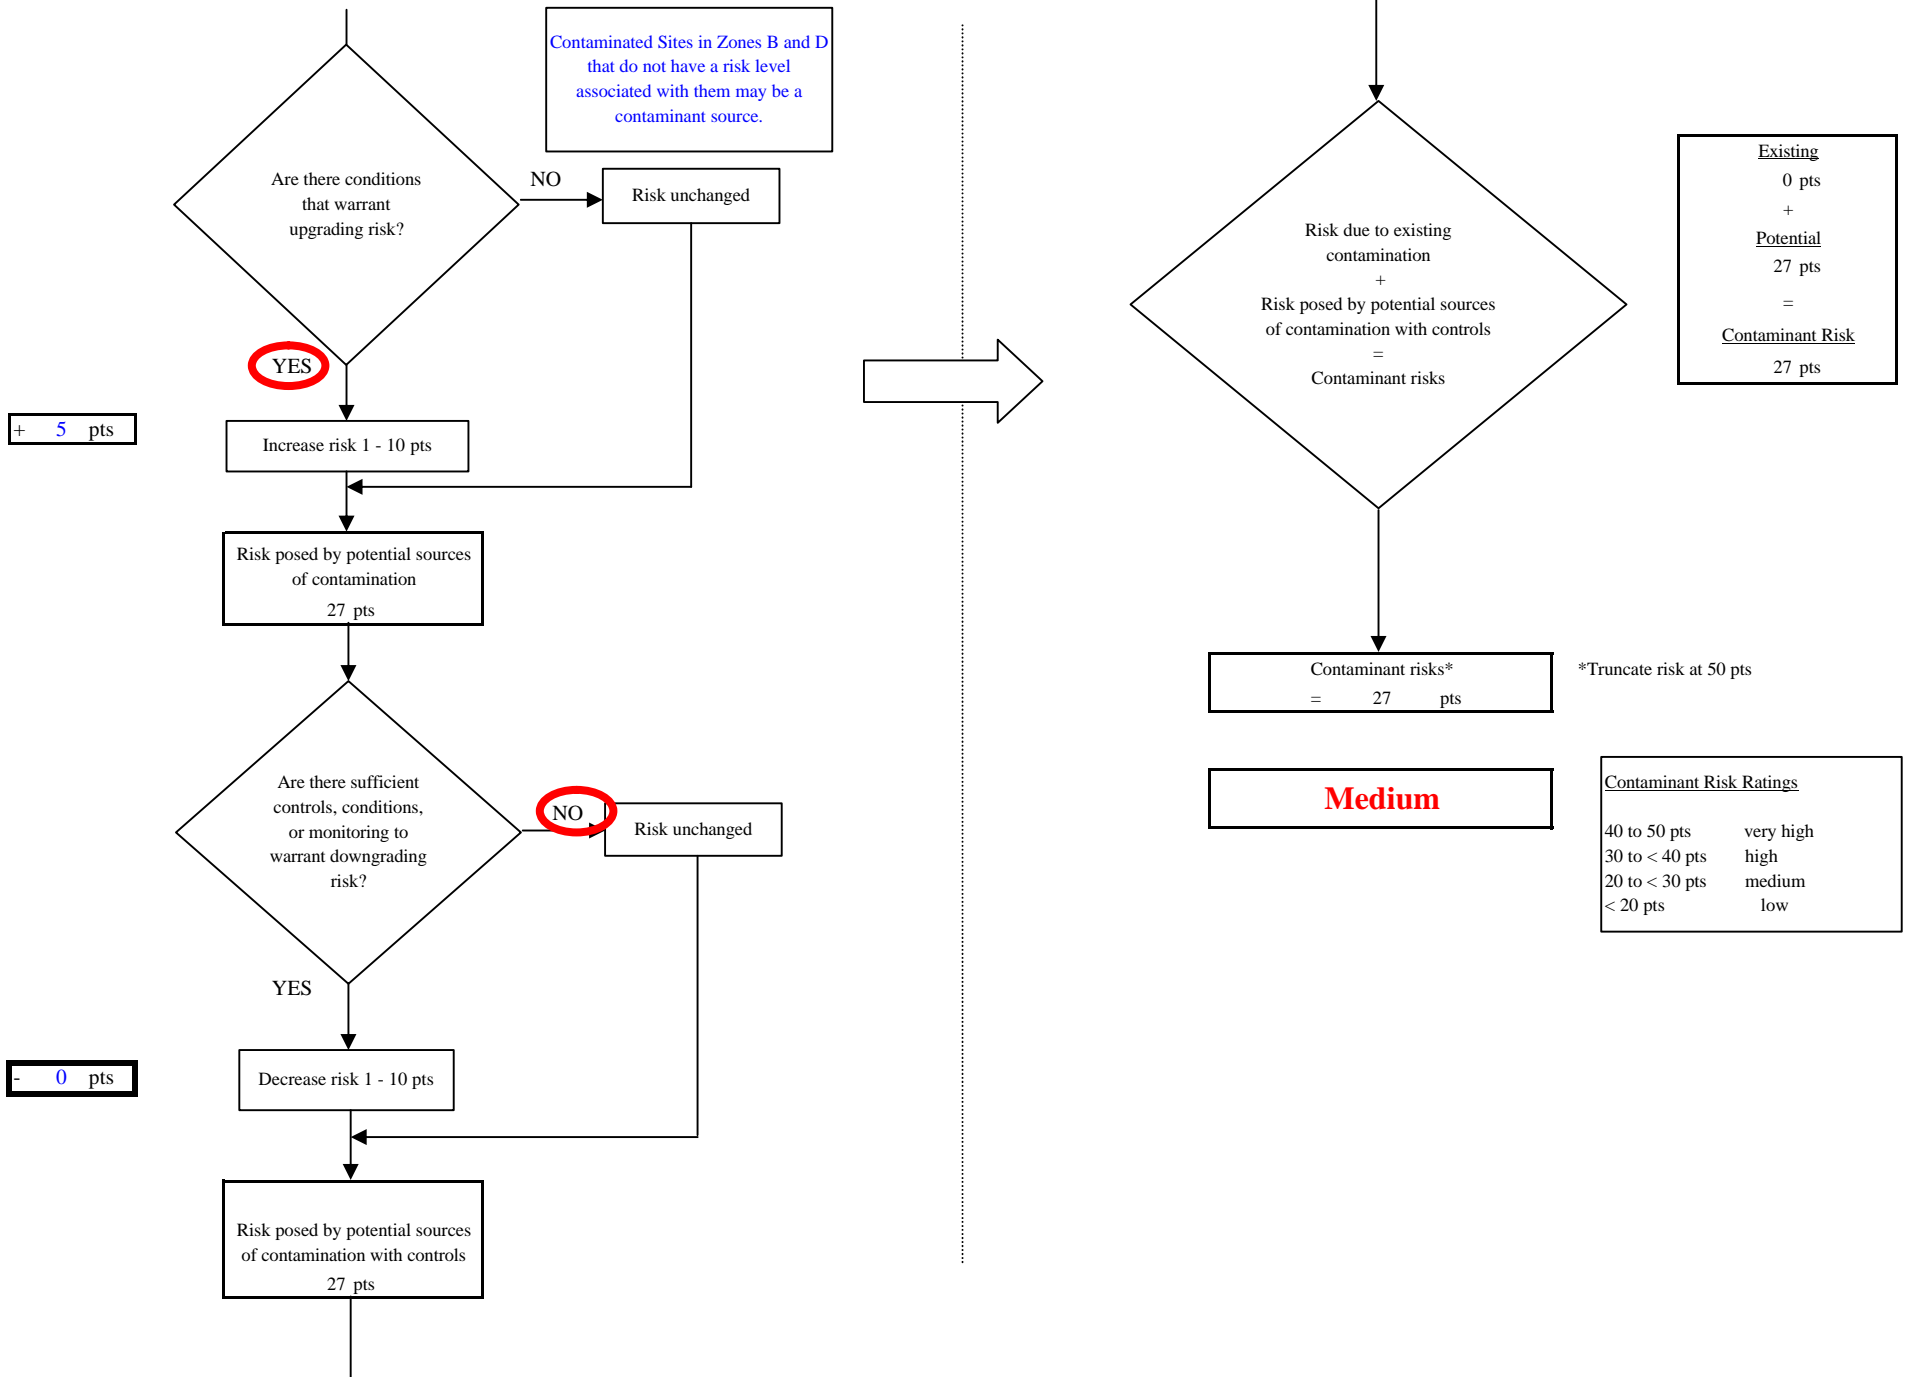 Contaminated Sites in Zones B and D
that do not have a risk level
associated with them may be a
contaminant source.
Are there conditions
that warrant
upgrading risk?
NO
Risk unchanged
YES
+ 5 pts
Increase risk 1 - 10 pts
Risk posed by potential sources
of contamination
27 pts
Are there sufficient
controls, conditions,
or monitoring to
warrant downgrading
risk?
NO
Risk unchanged
YES
- 0 pts
Decrease risk 1 - 10 pts
Risk posed by potential sources
of contamination with controls
27 pts
Risk due to existing
contamination
+
Risk posed by potential sources
of contamination with controls
=
Contaminant risks
Existing
0 pts
+
Potential
27 pts
=
Contaminant Risk
27 pts
Contaminant risks*
= 27 pts
*Truncate risk at 50 pts
Medium
Contaminant Risk Ratings
40 to 50 pts very high
30 to < 40 pts high
20 to < 30 pts medium
< 20 pts low